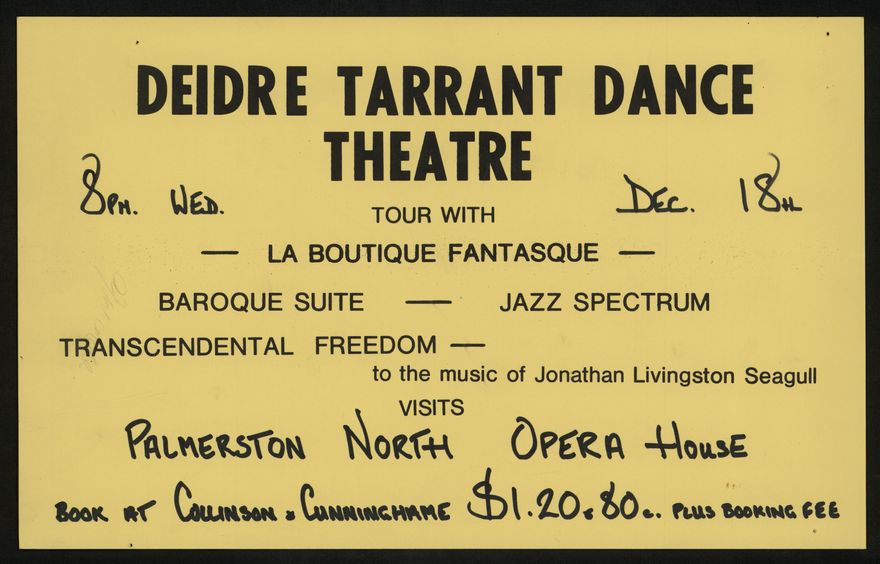 DEIDRE TARRANT DANCE
THEATRE
8PM. WED. DEC. 18th
TOUR WITH
— LA BOUTIQUE FANTASQUE —
BAROQUE SUITE — JAZZ SPECTRUM
TRANSCENDENTAL FREEDOM —
to the music of Jonathan Livingston Seagull
VISITS
PALMERSTON NORTH OPERA HOUSE
BOOK AT COLLINSON & CUNNINGHAME $1.20 & 80c. PLUS BOOKING FEE